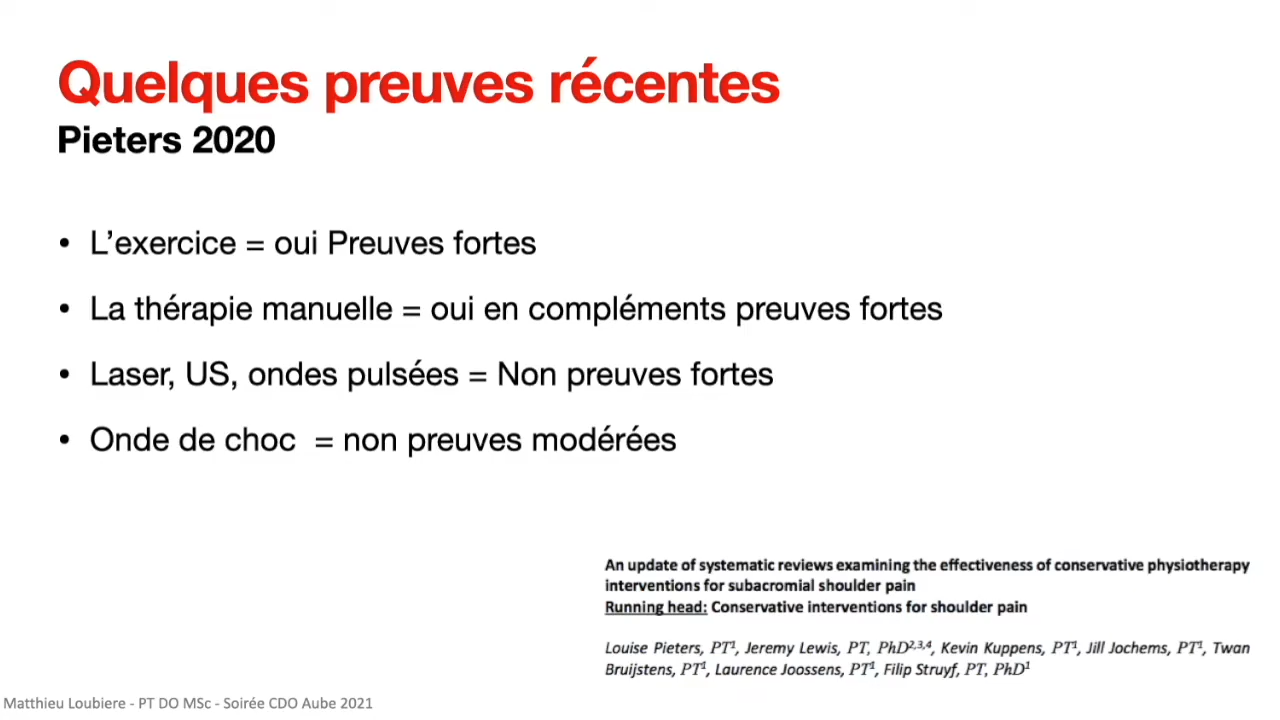 Quelques preuves récentes
Pieters 2020
• L’exercice = oui Preuves fortes
• La thérapie manuelle = oui en compléments preuves fortes
• Laser, US, ondes pulsées = Non preuves fortes
• Onde de choc  = non preuves modérées
An update of systematic reviews examining the effectiveness of conservative physiotherapy
interventions for subacromial shoulder pain
Running head: Conservative interventions for shoulder pain
Louise Pieters, PT¹, Jeremy Lewis, PT, PhD²,³,⁴, Kevin Kuppens, PT¹, Jill Jochems, PT¹, Twan
Bruijstens, PT¹, Laurence Joossens, PT¹, Filip Struyf, PT, PhD¹
Matthieu Loubiere - PT DO MSc - Soirée CDO Aube 2021